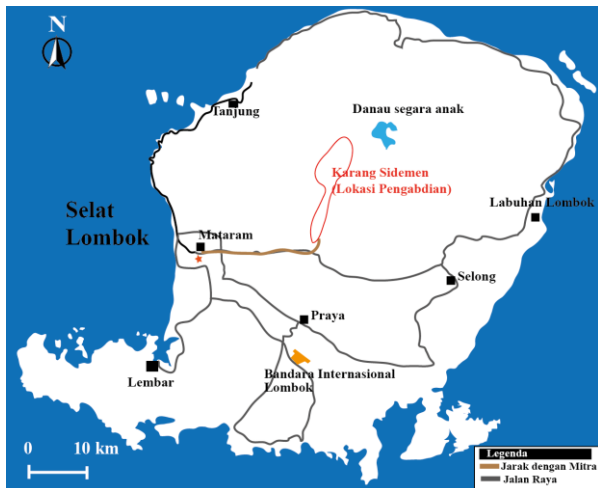 N
Tanjung
Danau segara anak
Karang Sidemen
(Lokasi Pengabdian)
Labuhan Lombok
Selat
Lombok
Mataram
Selong
Praya
Bandara Internasional
Lombok
Lembar
0 10 km
Legenda
Jarak dengan Mitra
Jalan Raya